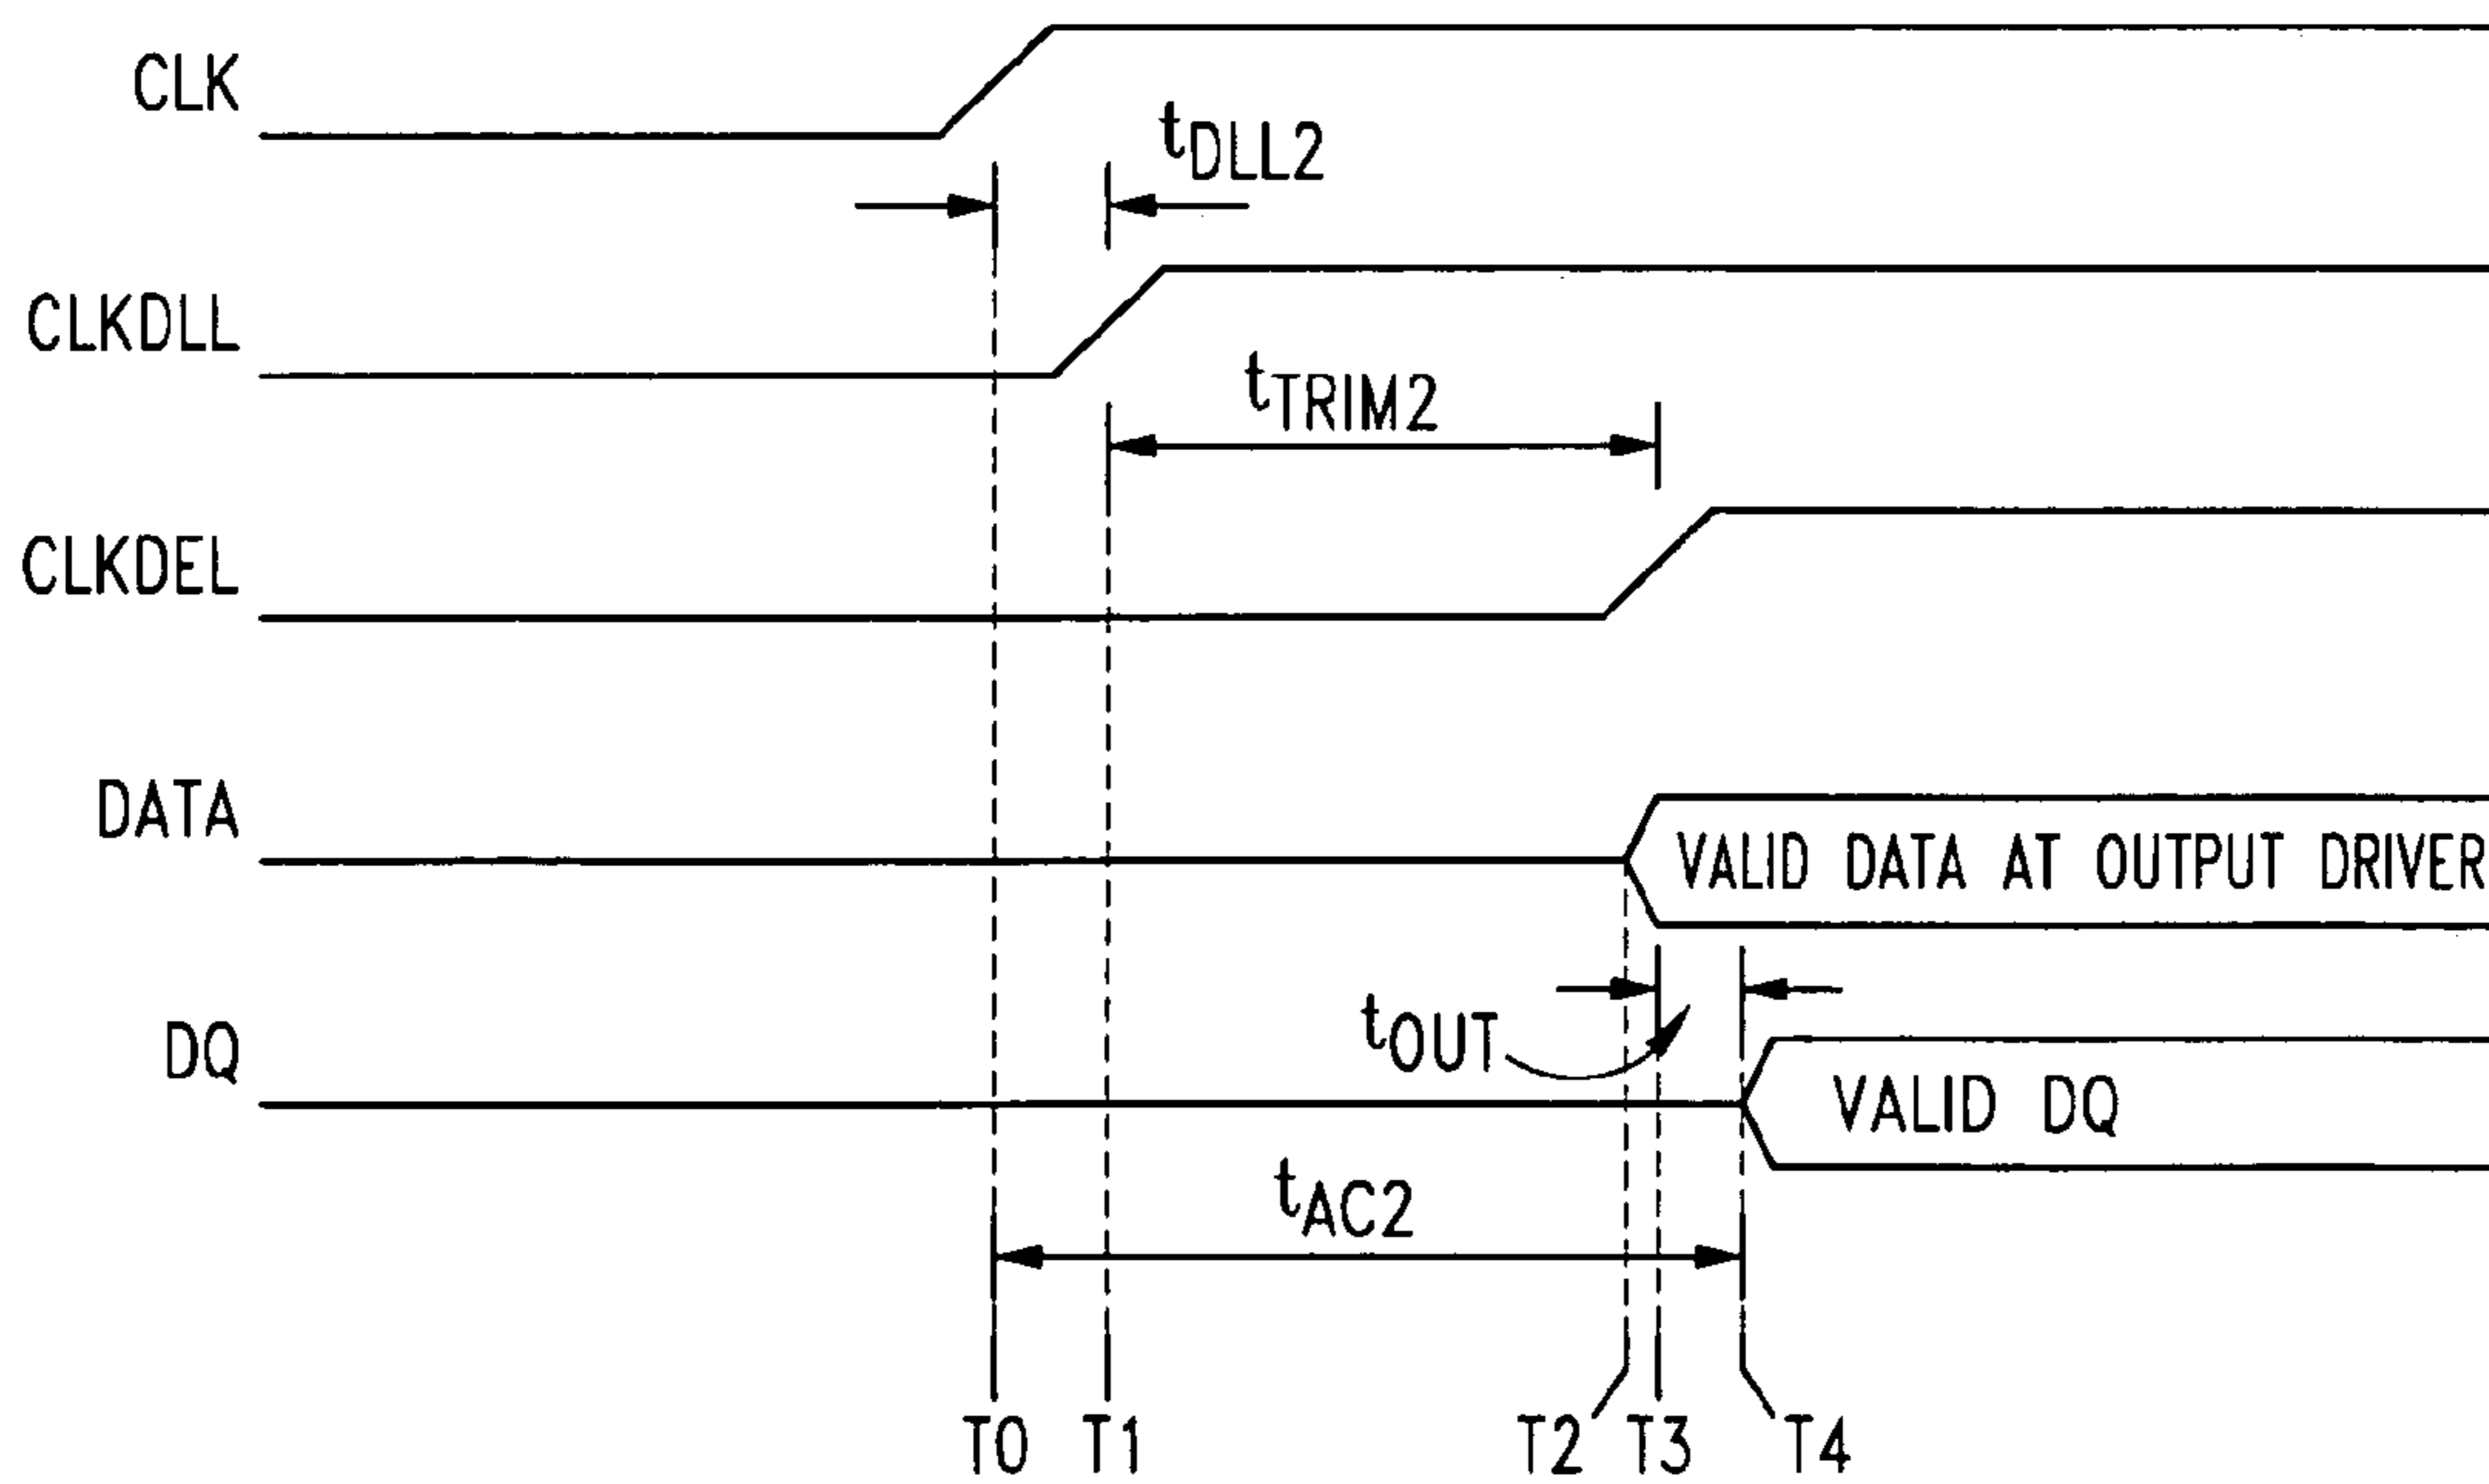 CLK
tDLL2
CLKDLL
tTRIM2
CLKDEL
DATA
VALID DATA AT OUTPUT DRIVER
tOUT
DQ
VALID DQ
tAC2
T0 T1 T2 T3 T4